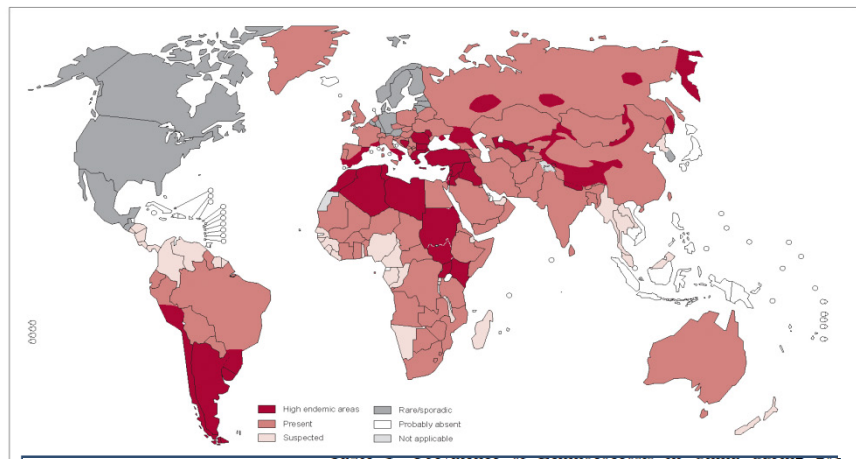 High endemic areas
Present
Suspected
Rare/sporadic
Probably absent
Not applicable